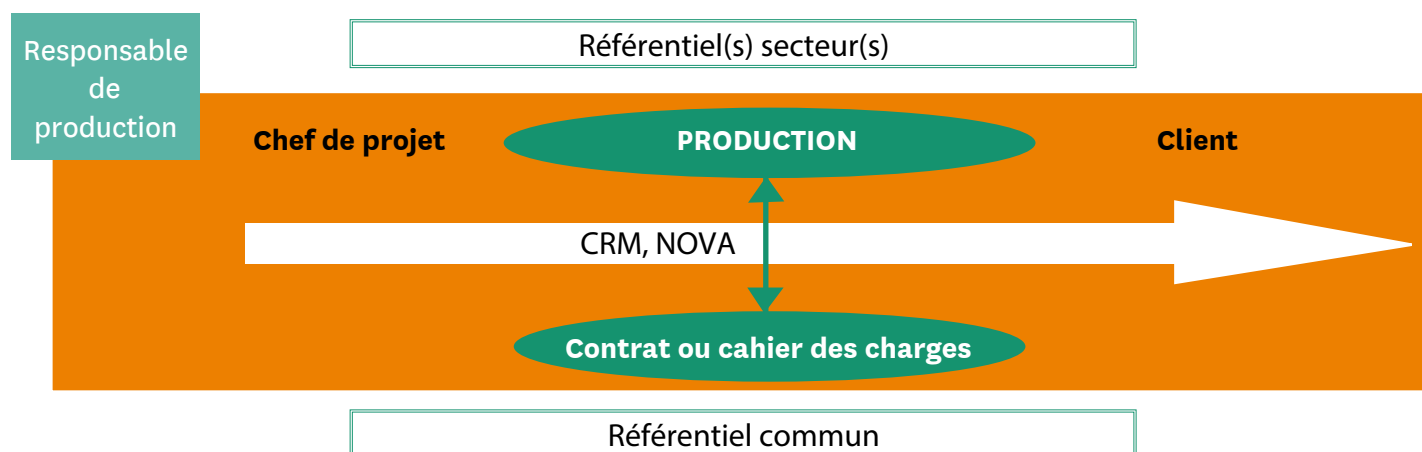 Responsable
de
production
Référentiel(s) secteur(s)
Chef de projet
PRODUCTION
Client
CRM, NOVA
Contrat ou cahier des charges
Référentiel commun